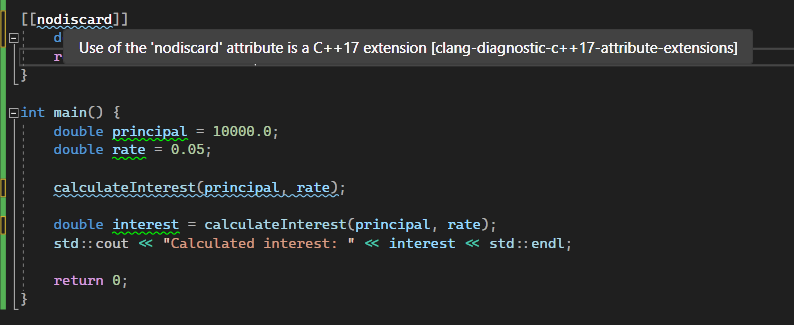 [[nodiscard]]
d
Use of the 'nodiscard' attribute is a C++17 extension [clang-diagnostic-c++17-attribute-extensions]
r
}
int main() {
double principal = 10000.0;
double rate = 0.05;
calculateInterest(principal, rate);
double interest = calculateInterest(principal, rate);
std::cout << "Calculated interest: " << interest << std::endl;
return 0;
}